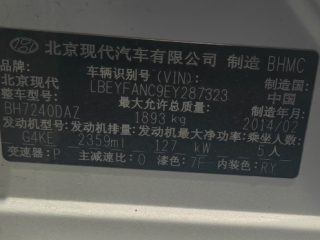 北京现代汽车有限公司 制造 BHMC
北京现代 车辆识别号(VIN): 制造国:
整车型号: LBEYFANC9EY287323 中国
BH7240DAZ 最大允许总质量: 制造年月:
1893 kg 2014/02
发动机型号: 发动机排量: 发动机最大净功率: 乘坐人数:
G4KE 2359ml 127 kW 5 人
变速器: P 主减速比: 0 漆色: 7F 内装色: RY